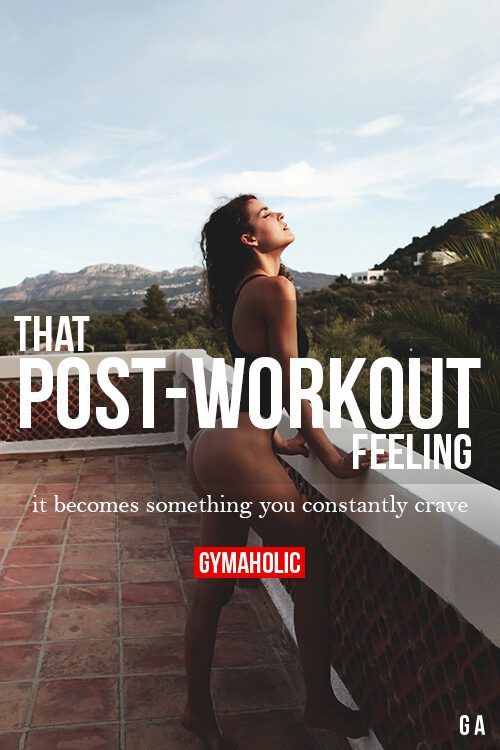 THAT
POST-WORKOUT
FEELING
it becomes something you constantly crave
GYMAHOLIC
GA